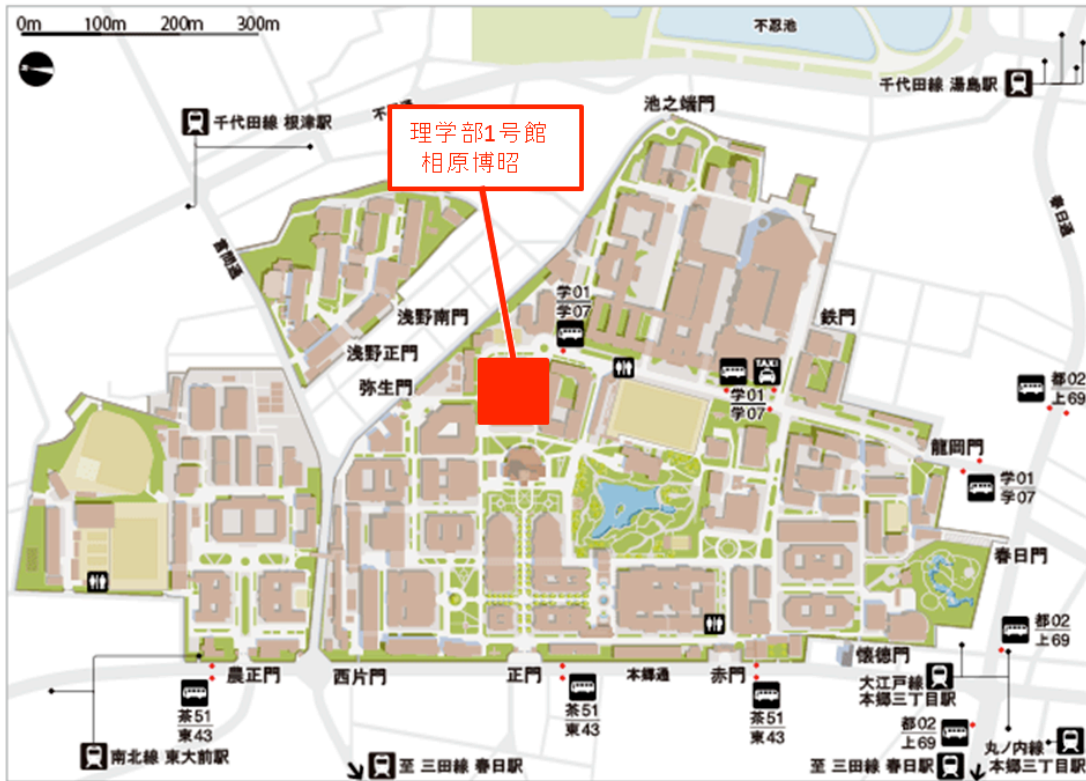 0m 100m 200m 300m
不忍池
千代田線 湯島駅
池之端門
千代田線 根津駅
不
理学部1号館
相原博昭
春日通
言問通
学01
学07
浅野南門
鉄門
浅野正門
弥生門
TAXI
学01
学07
都02
上69
龍岡門
学01
学07
春日門
都02
上69
農正門
西片門
正門
本郷通
赤門
懐徳門
大江戸線
本郷三丁目駅
茶51
東43
茶51
東43
茶51
東43
都02
上69
丸ノ内線
本郷三丁目駅
南北線 東大前駅
至 三田線 春日駅
至 三田線 春日駅